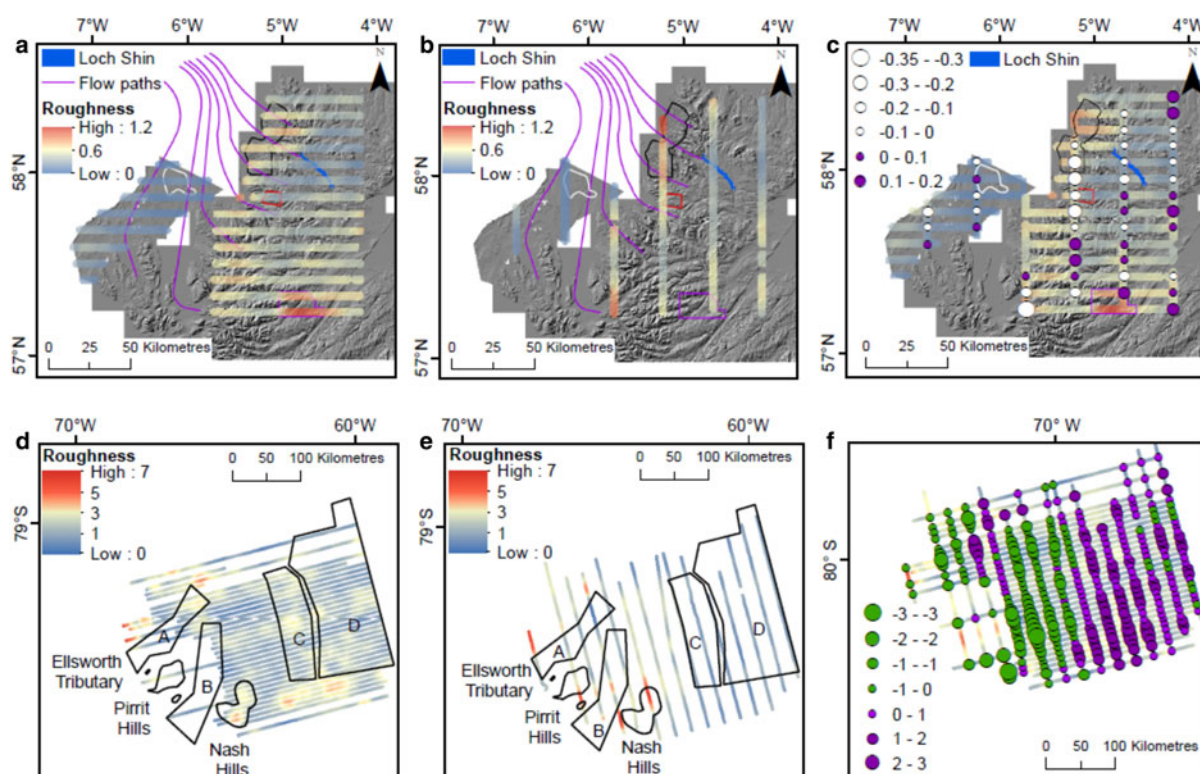 7°W 6°W 5°W 4°W
a
N
Loch Shin
Flow paths
Roughness
High : 1.2
0.6
Low : 0
58°N
57°N
0 25 50 Kilometres
7°W 6°W 5°W 4°W
b
N
Loch Shin
Flow paths
Roughness
High : 1.2
0.6
Low : 0
58°N
57°N
0 25 50 Kilometres
7°W 6°W 5°W 4°W
c
N
-0.35 - -0.3
-0.3 - -0.2
-0.2 - -0.1
-0.1 - 0
0 - 0.1
0.1 - 0.2
Loch Shin
58°N
57°N
0 25 50 Kilometres
70°W 60°W
d
Roughness
High : 7
5
3
1
Low : 0
0 50 100 Kilometres
79°S
A
B
C
D
Ellsworth
Tributary
Pirrit
Hills
Nash
Hills
70°W 60°W
e
Roughness
High : 7
5
3
1
Low : 0
0 50 100 Kilometres
79°S
A
B
C
D
Ellsworth
Tributary
Pirrit
Hills
Nash
Hills
70°W
f
80°S
-3 - -3
-2 - -2
-1 - -1
-1 - 0
0 - 1
1 - 2
2 - 3
0 50 100 Kilometres